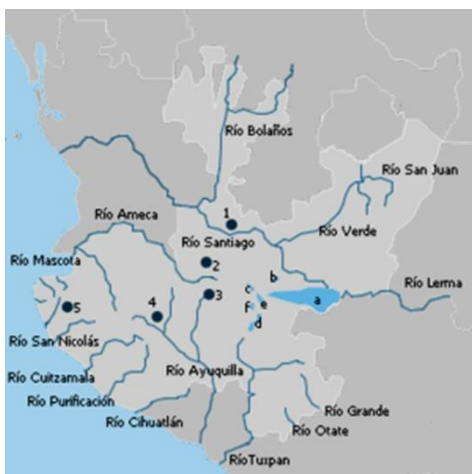 Río Bolaños
Río San Juan
Río Ameca
1
Río Santiago
Río Verde
2
Río Mascota
b
Río Lerma
c
3
a
e
5
4
f
d
Río San Nicolás
Río Cuitzamala
Río Ayuquilla
Río Purificación
Río Grande
Río Cihuatlán
Río Otate
RíoTuxpan